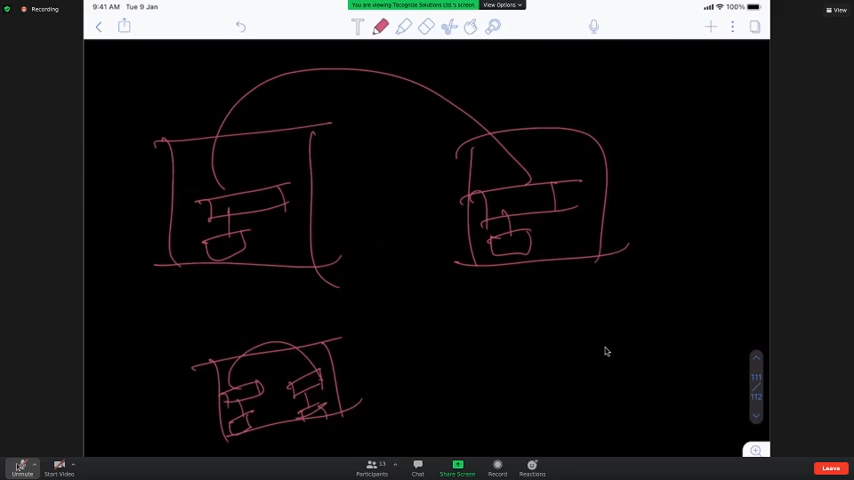 Recording
9:41 AM Tue 9 Jan
You are viewing Tecognize Solutions Ltd.'s screen
View Options
100%
View
T
111
112
Unmute
Start Video
13
Participants
Chat
Share Screen
Record
Reactions
Leave